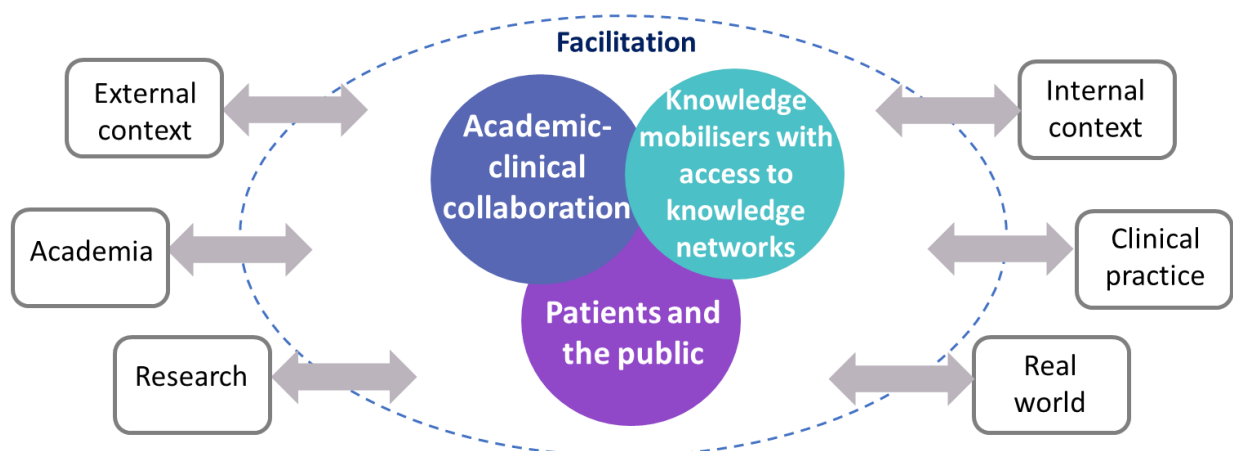 Facilitation
External
context
Academia
Research
Academic-
clinical
collaboration
Knowledge
mobilisers with
access to
knowledge
networks
Patients and
the public
Internal
context
Clinical
practice
Real
world